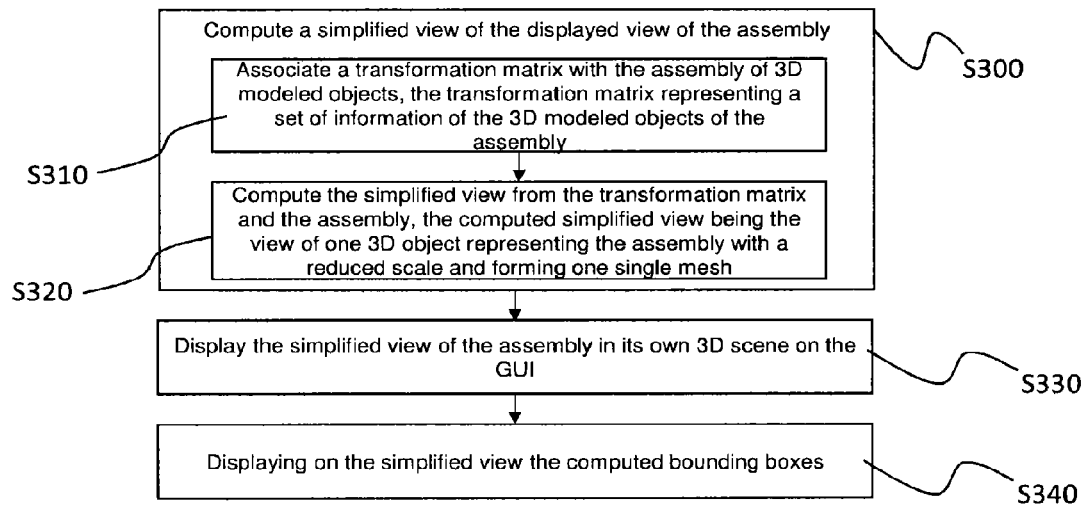 Compute a simplified view of the displayed view of the assembly
S300
Associate a transformation matrix with the assembly of 3D
modeled objects, the transformation matrix representing a
set of information of the 3D modeled objects of the
assembly
S310
Compute the simplified view from the transformation matrix
and the assembly, the computed simplified view being the
view of one 3D object representing the assembly with a
reduced scale and forming one single mesh
S320
Display the simplified view of the assembly in its own 3D scene on the
GUI
S330
Displaying on the simplified view the computed bounding boxes
S340